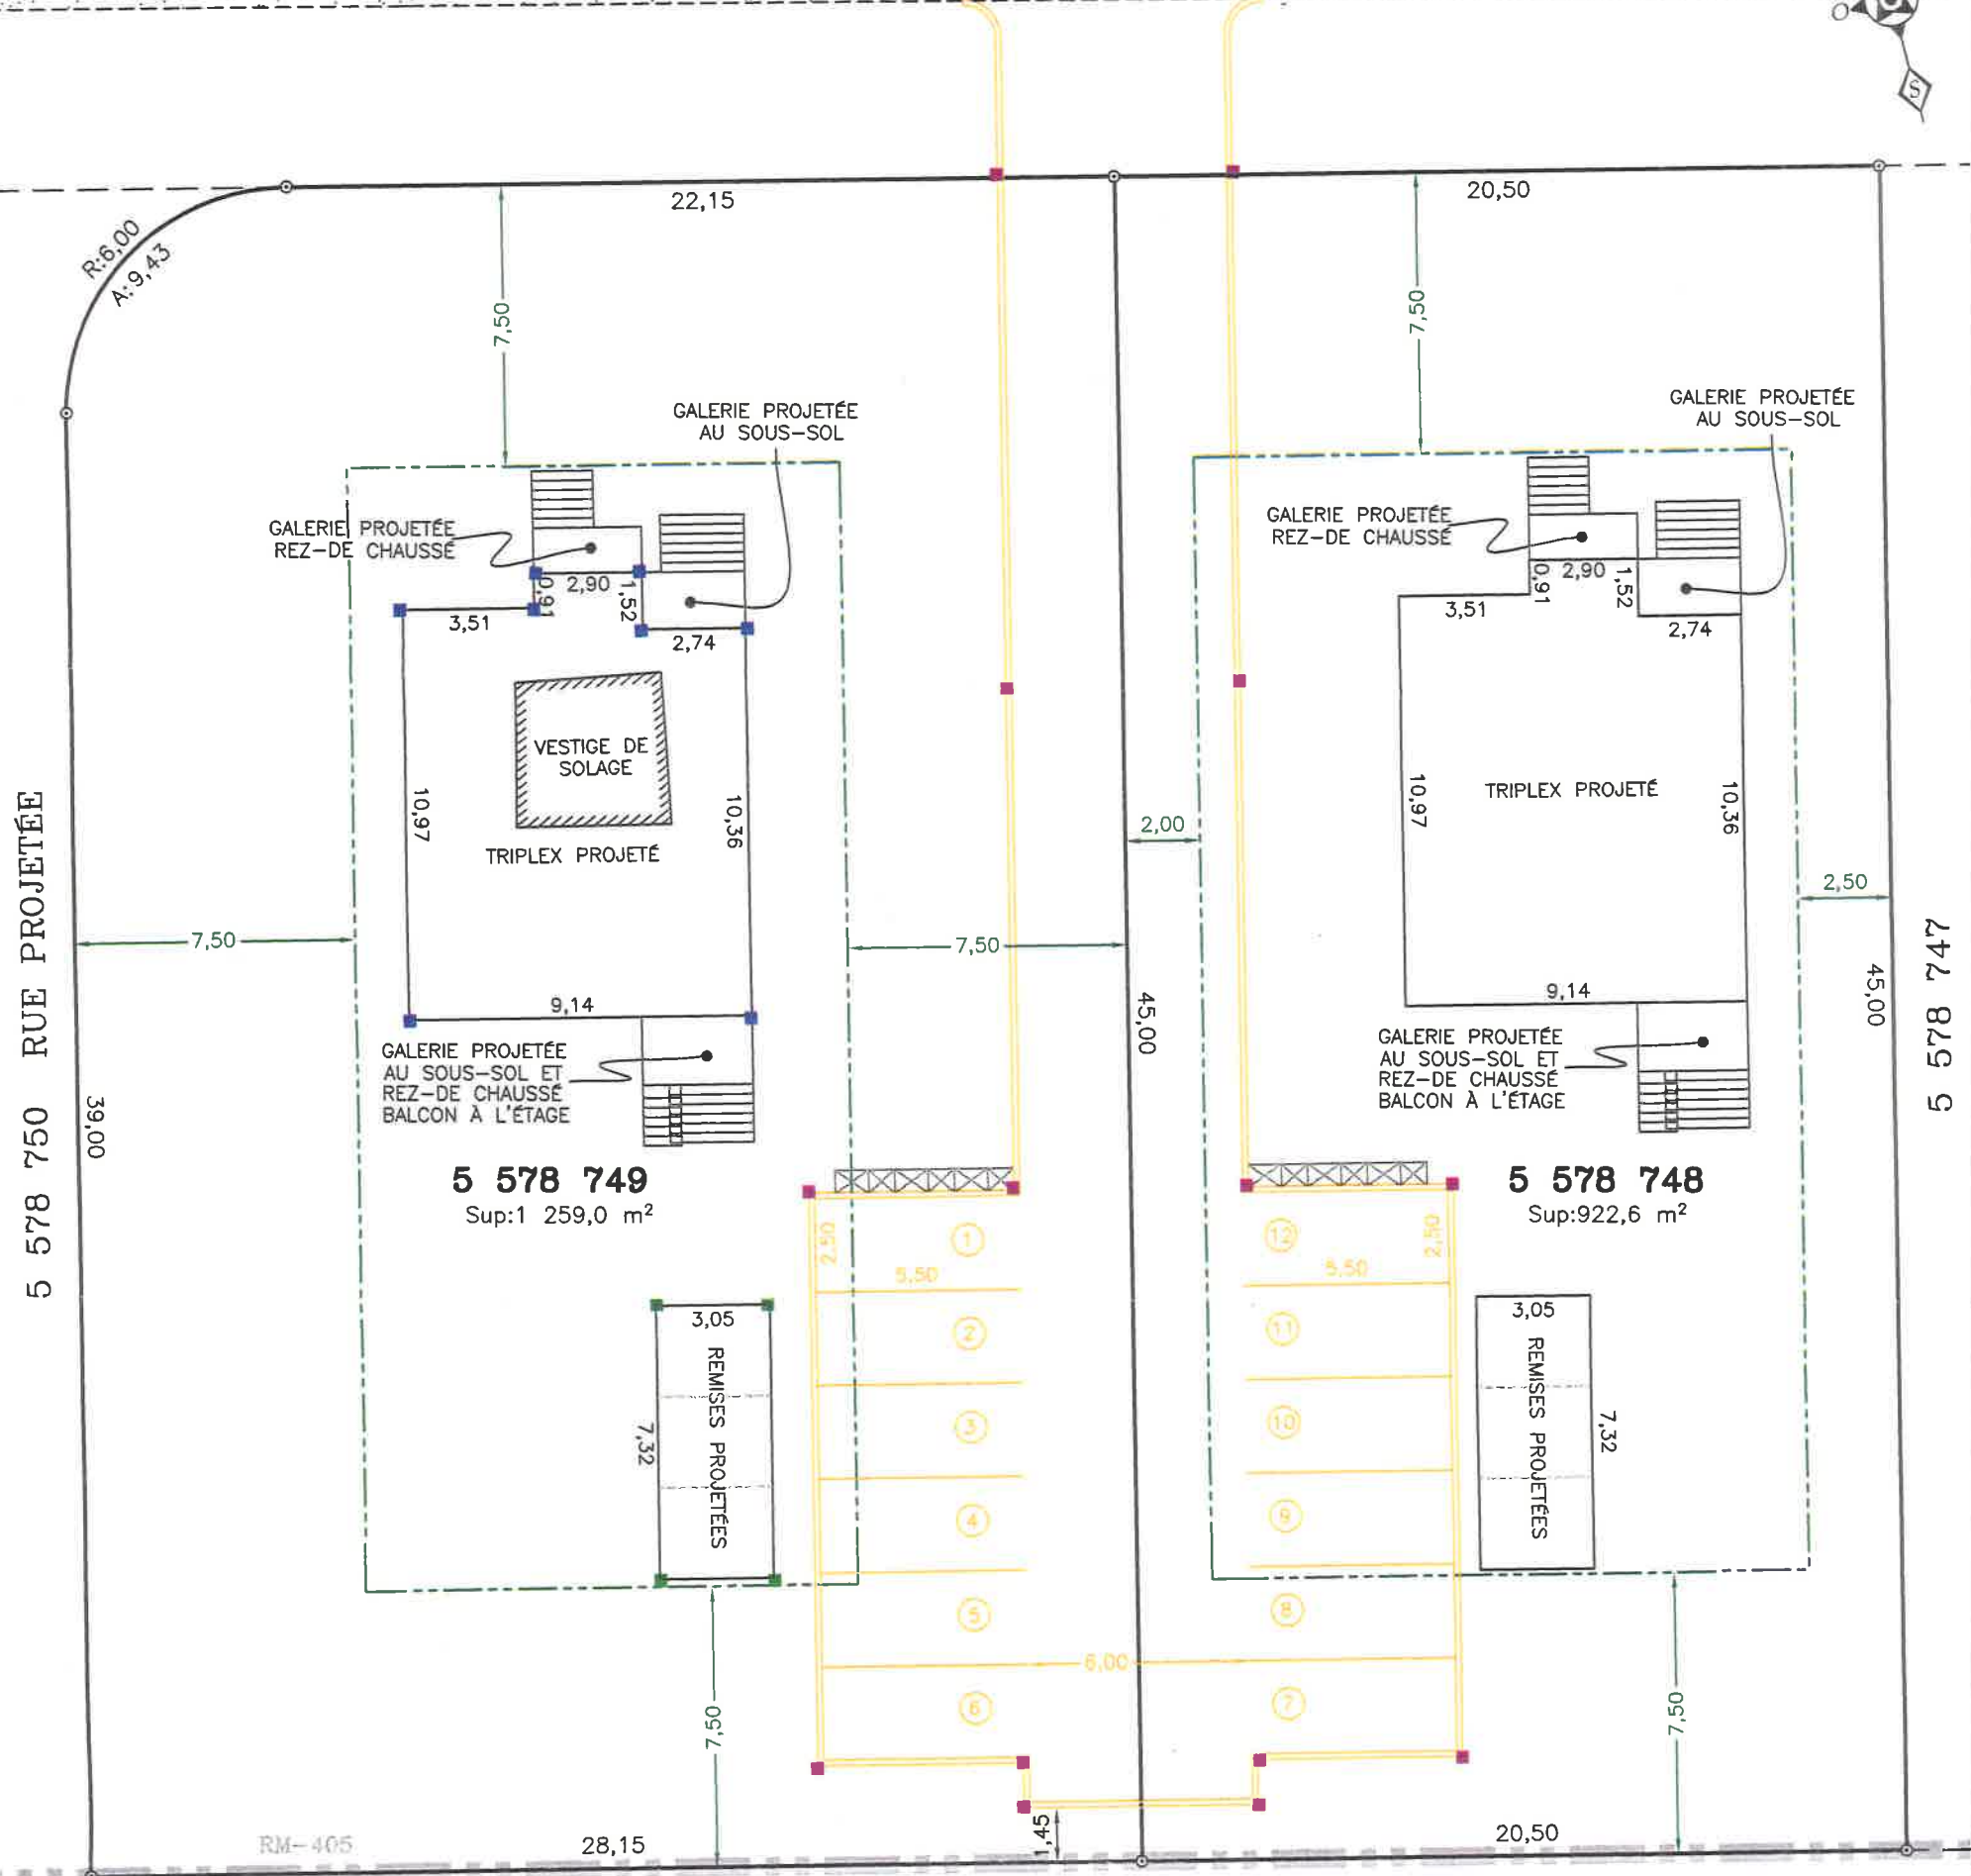 O
S
22,15
20,50
R:6,00
A:9,43
7,50
7,50
GALERIE PROJETÉE
AU SOUS-SOL
GALERIE PROJETÉE
AU SOUS-SOL
GALERIE PROJETÉE
REZ-DE CHAUSSÉ
GALERIE PROJETÉE
REZ-DE CHAUSSÉ
0,91
2,90
1,52
3,51
2,74
0,91
2,90
1,52
3,51
2,74
VESTIGE DE
SOLAGE
TRIPLEX PROJETÉ
10,97
10,36
TRIPLEX PROJETÉ
10,97
10,36
2,00
2,50
7,50
7,50
9,14
9,14
45,00
45,00
5 578 747
5 578 750 RUE PROJETÉE
39,00
GALERIE PROJETÉE
AU SOUS-SOL ET
REZ-DE CHAUSSÉ
BALCON À L'ÉTAGE
GALERIE PROJETÉE
AU SOUS-SOL ET
REZ-DE CHAUSSÉ
BALCON À L'ÉTAGE
5 578 749
Sup:1 259,0 m²
5 578 748
Sup:922,6 m²
2,50
1
5,50
2
3
4
5
6
12
2,50
5,50
11
10
9
8
7
6,00
3,05
REMISES PROJETÉES
7,32
3,05
REMISES PROJETÉES
7,32
7,50
7,50
1,45
RM-405
28,15
20,50